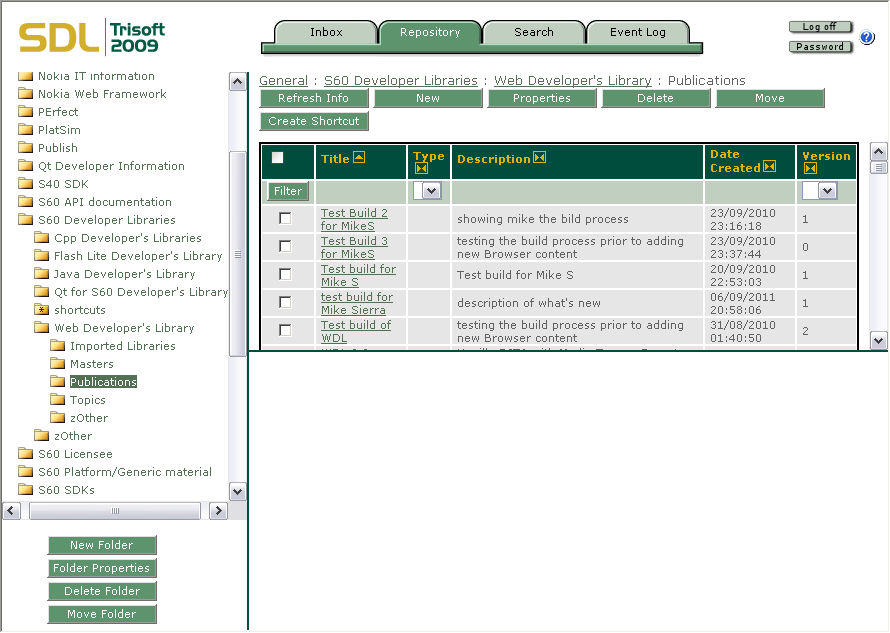 SDL Trisoft 2009
Inbox
Repository
Search
Event Log
Log off
Password
?
Nokia IT Information
Nokia Web Framework
PErfect
PlatSim
Publish
Qt Developer Information
S40 SDK
S60 API documentation
S60 Developer Libraries
Cpp Developer's Libraries
Flash Lite Developer's Library
Java Developer's Library
Qt for S60 Developer's Library
shortcuts
Web Developer's Library
Imported Libraries
Masters
Publications
Topics
zOther
zOther
S60 Licensee
S60 Platform/Generic material
S60 SDKs
New Folder
Folder Properties
Delete Folder
Move Folder
General : S60 Developer Libraries : Web Developer's Library : Publications
Refresh Info
New
Properties
Delete
Move
Create Shortcut
Title
Type
Description
Date Created
Version
Filter
Test Build 2
for MikeS
showing mike the bild process
23/09/2010
23:16:18
1
Test Build 3
for MikeS
testing the build process prior to adding
new Browser content
23/09/2010
23:37:44
0
Test build for
Mike S
Test build for Mike S
20/09/2010
22:53:03
1
test build for
Mike Sierra
description of what's new
06/09/2011
20:58:06
1
Test build of
WDL
testing the build process prior to adding
new Browser content
31/08/2010
01:40:50
2